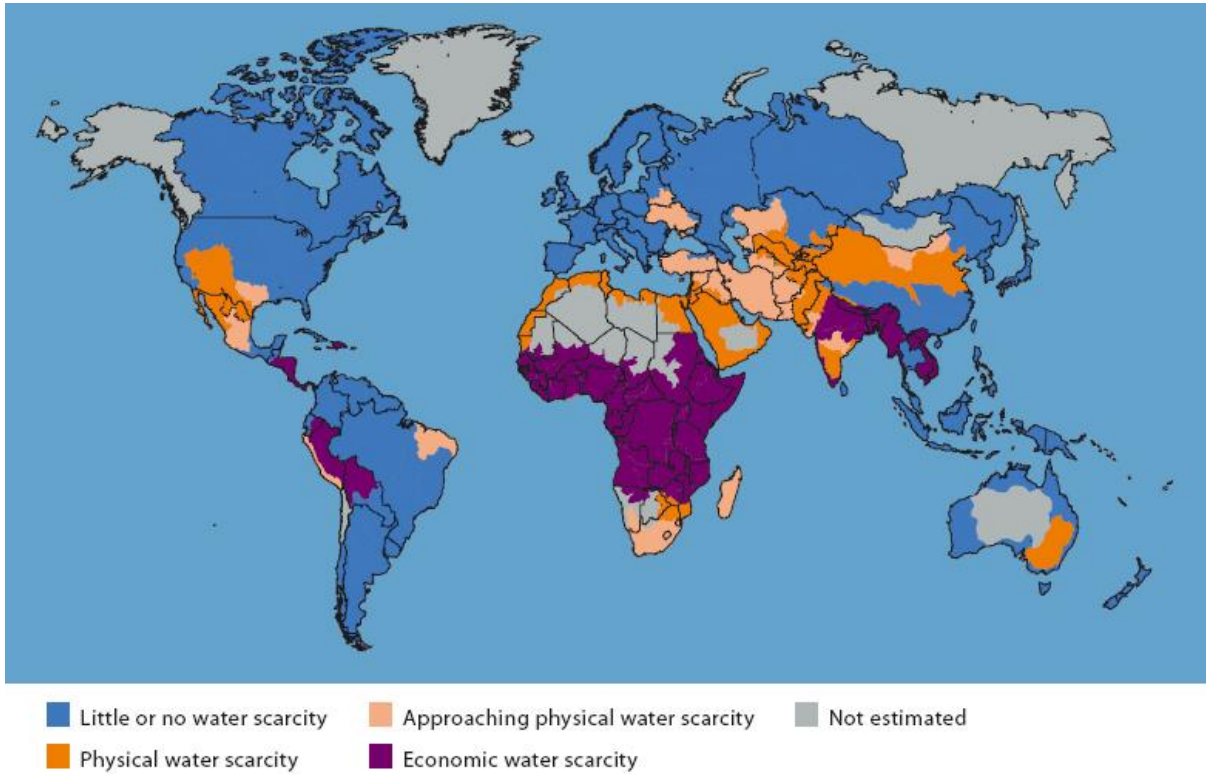 Little or no water scarcity
Approaching physical water scarcity
Not estimated
Physical water scarcity
Economic water scarcity